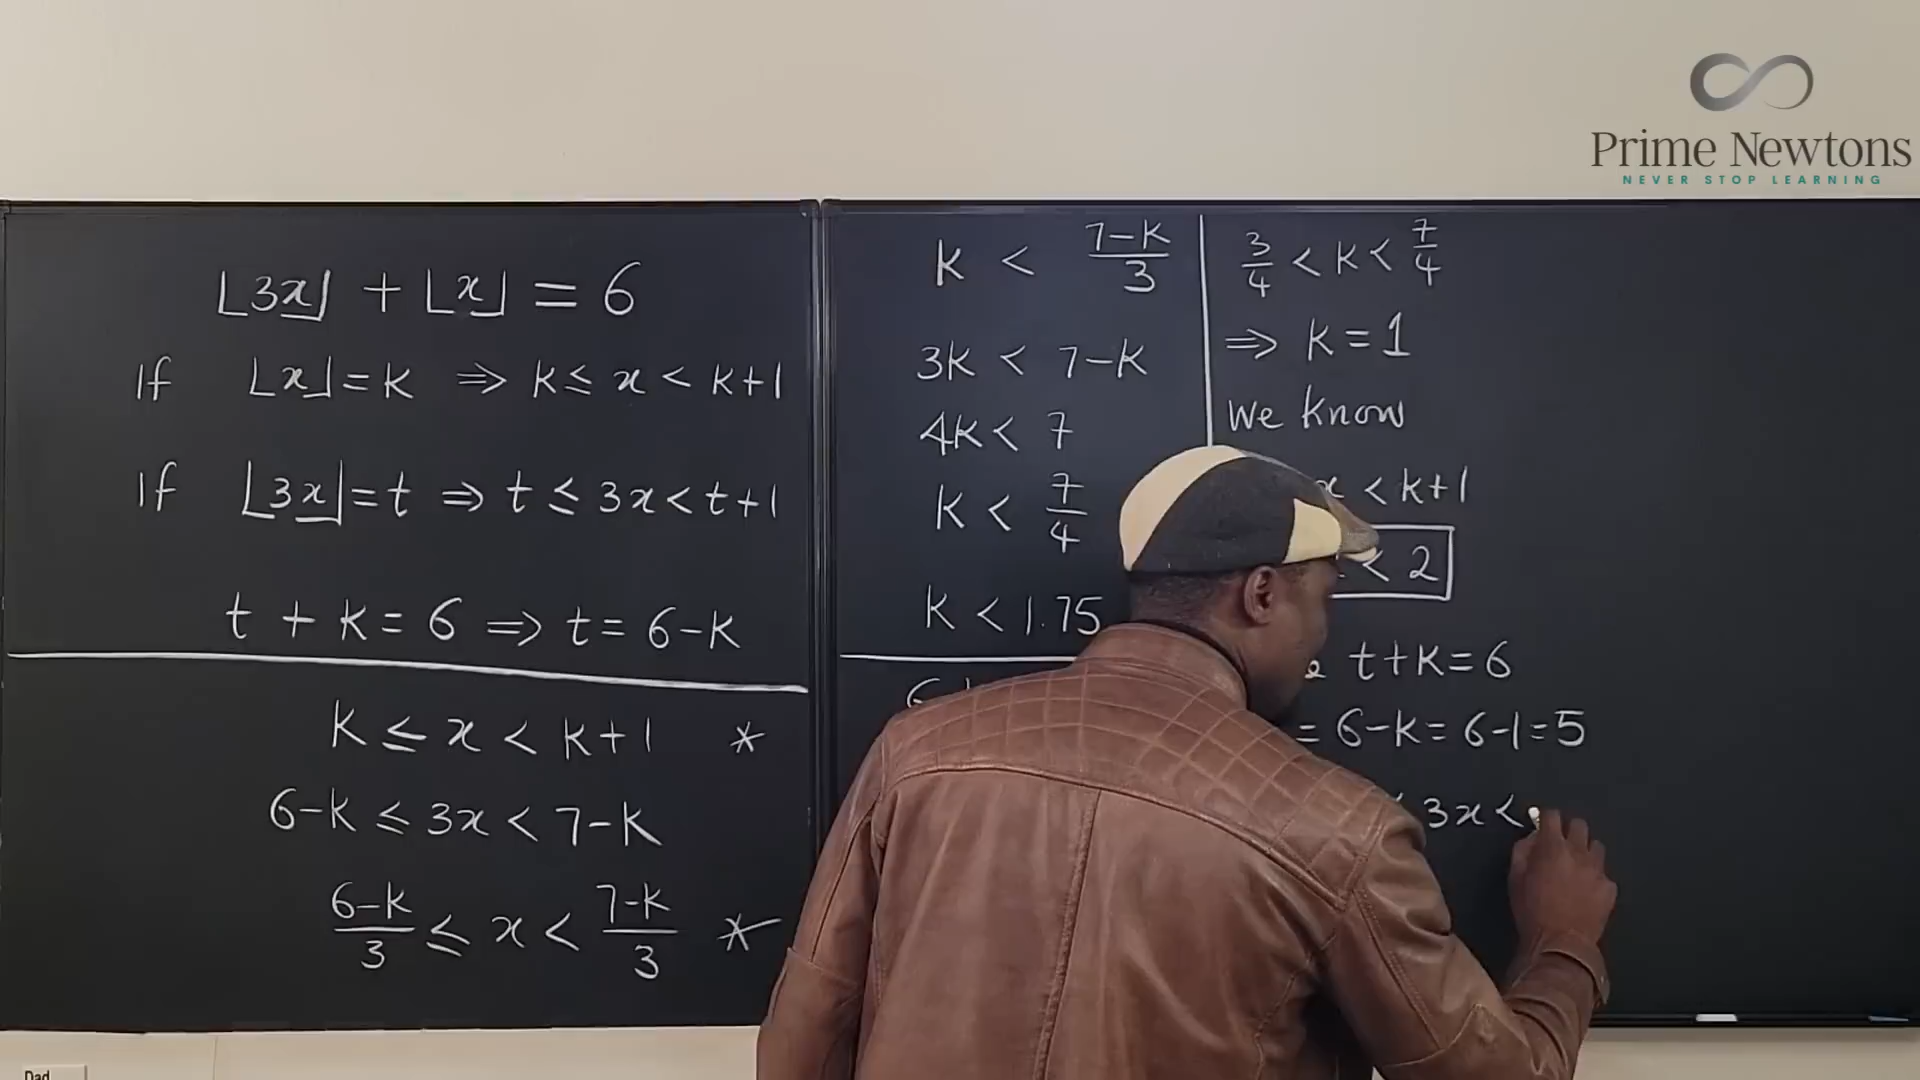 Prime Newtons
NEVER STOP LEARNING
⌊3x⌋ + ⌊x⌋ = 6
If ⌊x⌋ = k ⇒ k ≤ x < k+1
If ⌊3x⌋ = t ⇒ t ≤ 3x < t+1
t + k = 6 ⇒ t = 6-k
k ≤ x < k+1 *
6-k ≤ 3x < 7-k
(6-k)/3 ≤ x < (7-k)/3 *
k < (7-k)/3
3k < 7-k
4k < 7
k < 7/4
k < 1.75
3/4 < k < 7/4
⇒ k = 1
We know
x < k+1
< 2
t+k=6
= 6-k = 6-1 = 5
3x <
Dad